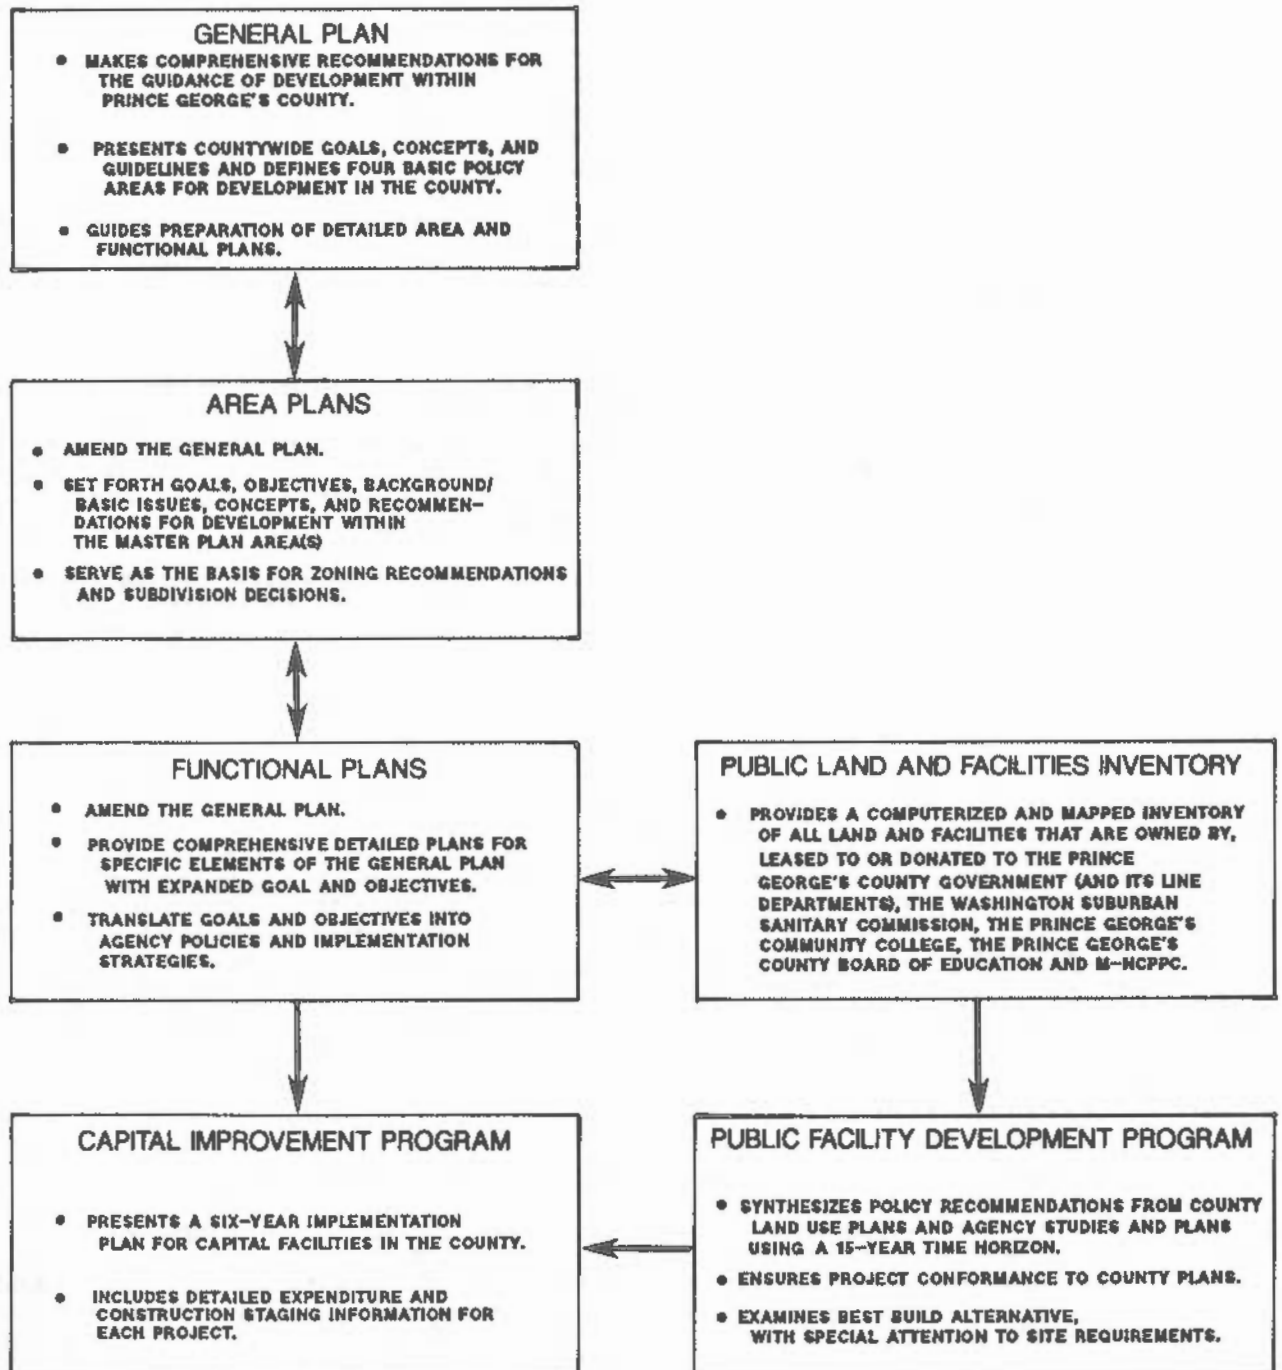 GENERAL PLAN
• MAKES COMPREHENSIVE RECOMMENDATIONS FOR
THE GUIDANCE OF DEVELOPMENT WITHIN
PRINCE GEORGE'S COUNTY.
• PRESENTS COUNTYWIDE GOALS, CONCEPTS, AND
GUIDELINES AND DEFINES FOUR BASIC POLICY
AREAS FOR DEVELOPMENT IN THE COUNTY.
• GUIDES PREPARATION OF DETAILED AREA AND
FUNCTIONAL PLANS.
AREA PLANS
• AMEND THE GENERAL PLAN.
• SET FORTH GOALS, OBJECTIVES, BACKGROUND/
BASIC ISSUES, CONCEPTS, AND RECOMMEN-
DATIONS FOR DEVELOPMENT WITHIN
THE MASTER PLAN AREA(S)
• SERVE AS THE BASIS FOR ZONING RECOMMENDATIONS
AND SUBDIVISION DECISIONS.
FUNCTIONAL PLANS
• AMEND THE GENERAL PLAN.
• PROVIDE COMPREHENSIVE DETAILED PLANS FOR
SPECIFIC ELEMENTS OF THE GENERAL PLAN
WITH EXPANDED GOAL AND OBJECTIVES.
• TRANSLATE GOALS AND OBJECTIVES INTO
AGENCY POLICIES AND IMPLEMENTATION
STRATEGIES.
PUBLIC LAND AND FACILITIES INVENTORY
• PROVIDES A COMPUTERIZED AND MAPPED INVENTORY
OF ALL LAND AND FACILITIES THAT ARE OWNED BY,
LEASED TO OR DONATED TO THE PRINCE
GEORGE'S COUNTY GOVERNMENT (AND ITS LINE
DEPARTMENTS), THE WASHINGTON SUBURBAN
SANITARY COMMISSION, THE PRINCE GEORGE'S
COMMUNITY COLLEGE, THE PRINCE GEORGE'S
COUNTY BOARD OF EDUCATION AND M-NCPPC.
CAPITAL IMPROVEMENT PROGRAM
• PRESENTS A SIX-YEAR IMPLEMENTATION
PLAN FOR CAPITAL FACILITIES IN THE COUNTY.
• INCLUDES DETAILED EXPENDITURE AND
CONSTRUCTION STAGING INFORMATION FOR
EACH PROJECT.
PUBLIC FACILITY DEVELOPMENT PROGRAM
• SYNTHESIZES POLICY RECOMMENDATIONS FROM COUNTY
LAND USE PLANS AND AGENCY STUDIES AND PLANS
USING A 15-YEAR TIME HORIZON.
• ENSURES PROJECT CONFORMANCE TO COUNTY PLANS.
• EXAMINES BEST BUILD ALTERNATIVE,
WITH SPECIAL ATTENTION TO SITE REQUIREMENTS.